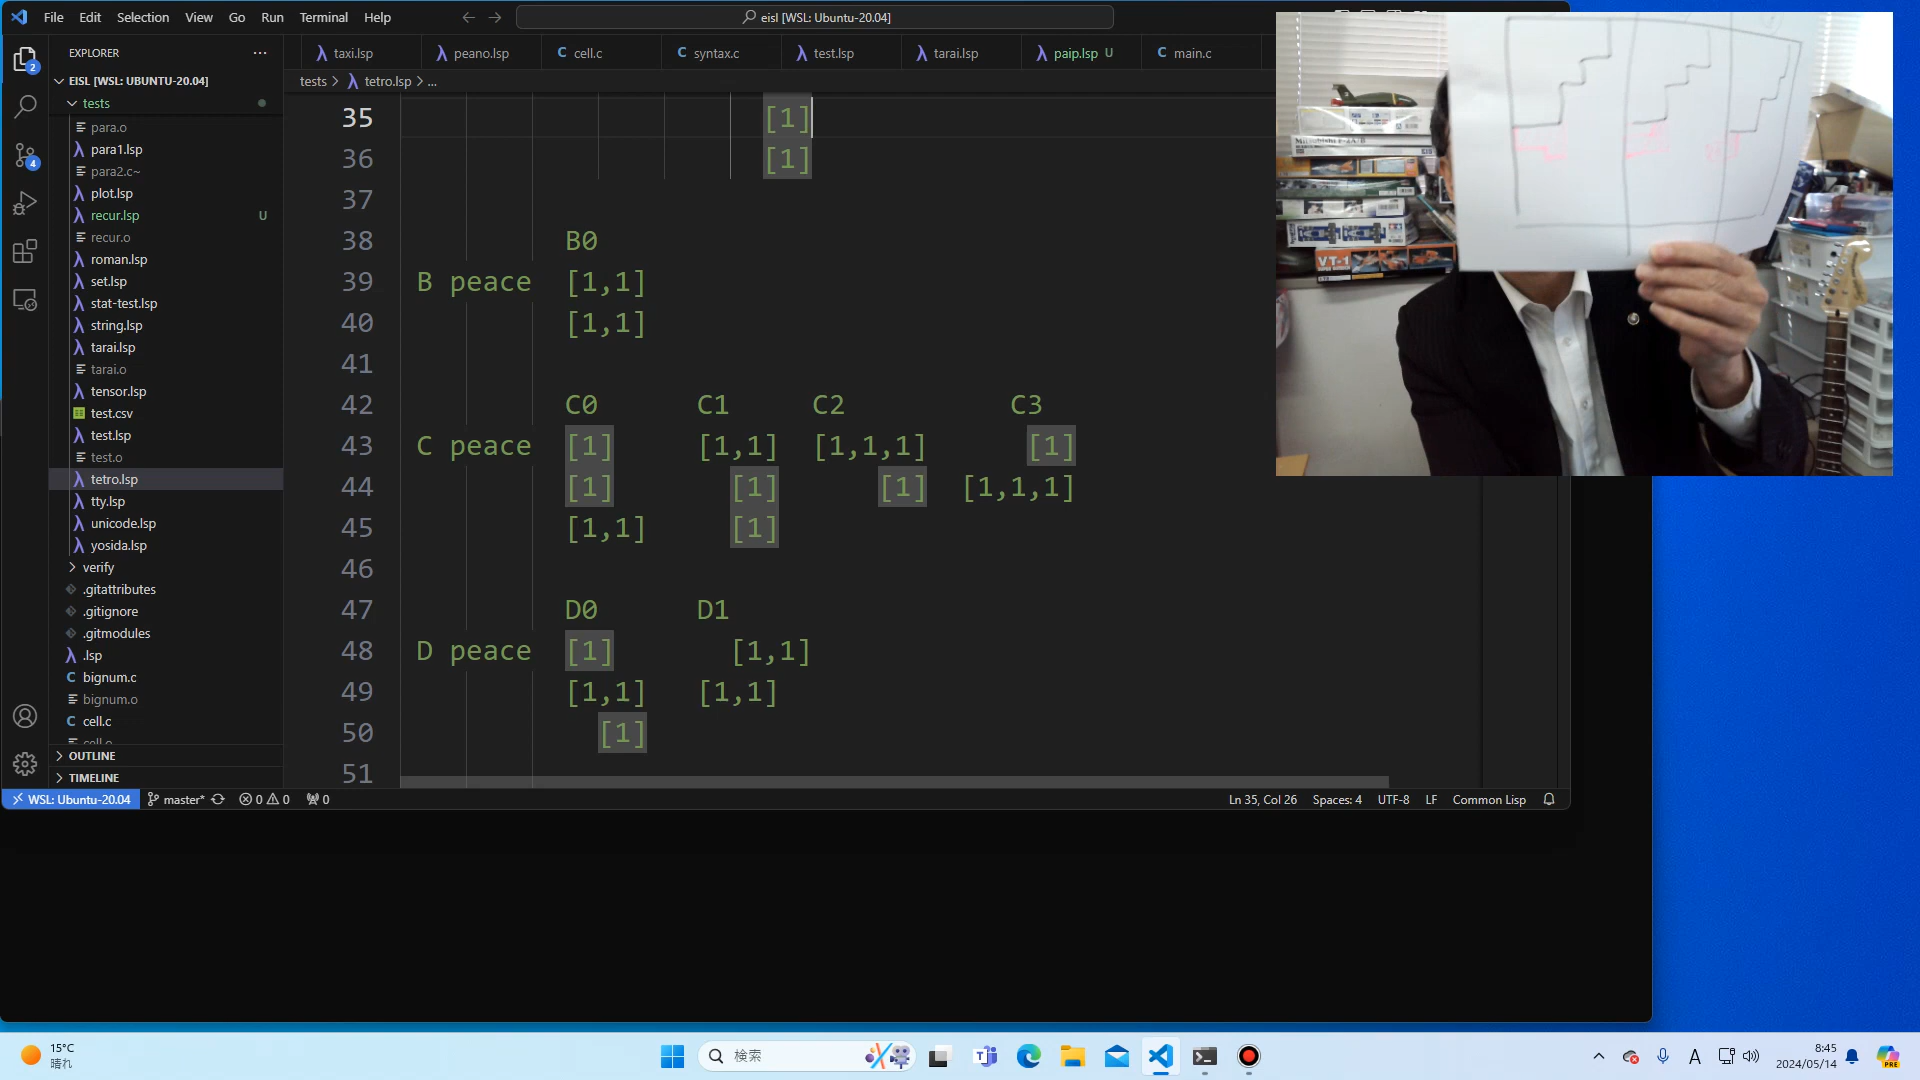 File Edit Selection View Go Run Terminal Help
eisl [WSL: Ubuntu-20.04]
EXPLORER
taxi.lsp peano.lsp C cell.c C syntax.c test.lsp tarai.lsp paip.lsp U C main.c
EISL [WSL: UBUNTU-20.04]
tests
para.o
para1.lsp
para2.c~
plot.lsp
recur.lsp U
recur.o
roman.lsp
set.lsp
stat-test.lsp
string.lsp
tarai.lsp
tarai.o
tensor.lsp
test.csv
test.lsp
test.o
tetro.lsp
tty.lsp
unicode.lsp
yosida.lsp
verify
.gitattributes
.gitignore
.gitmodules
.lsp
C bignum.c
bignum.o
C cell.c
cell.o
OUTLINE
TIMELINE
2
4
tests > tetro.lsp > ...
35 [1]
36 [1]
37
38 B0
39 B peace [1,1]
40 [1,1]
41
42 C0 C1 C2 C3
43 C peace [1] [1,1] [1,1,1] [1]
44 [1] [1] [1] [1,1,1]
45 [1,1] [1]
46
47 D0 D1
48 D peace [1] [1,1]
49 [1,1] [1,1]
50 [1]
51
VT-1
WSL: Ubuntu-20.04 master* 0 0 0 Ln 35, Col 26 Spaces: 4 UTF-8 LF Common Lisp
15°C
晴れ
検索
A
8:45
2024/05/14
PRE